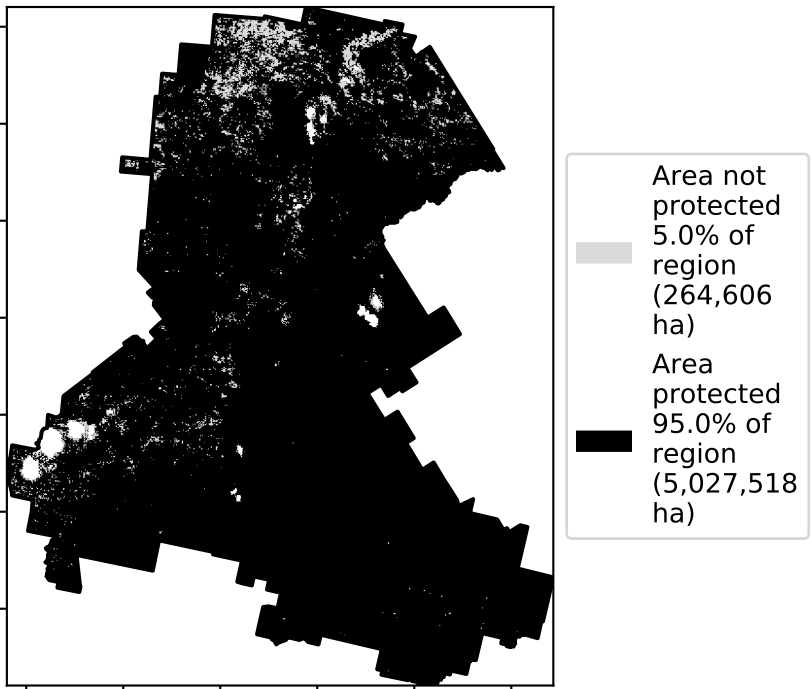 Area not
protected
5.0% of
region
(264,606
ha)
Area
protected
95.0% of
region
(5,027,518
ha)